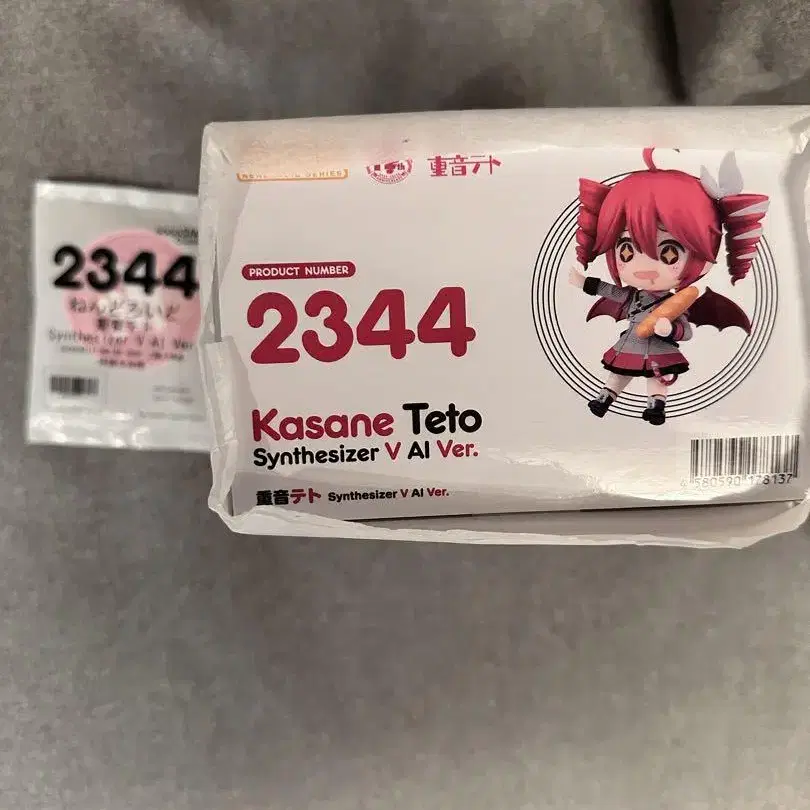 2344
ねんどろいど
重音テト
Synthesizer V AI Ver.
重音テト
PRODUCT NUMBER
2344
Kasane Teto
Synthesizer V AI Ver.
重音テト Synthesizer V AI Ver.
4580590178137